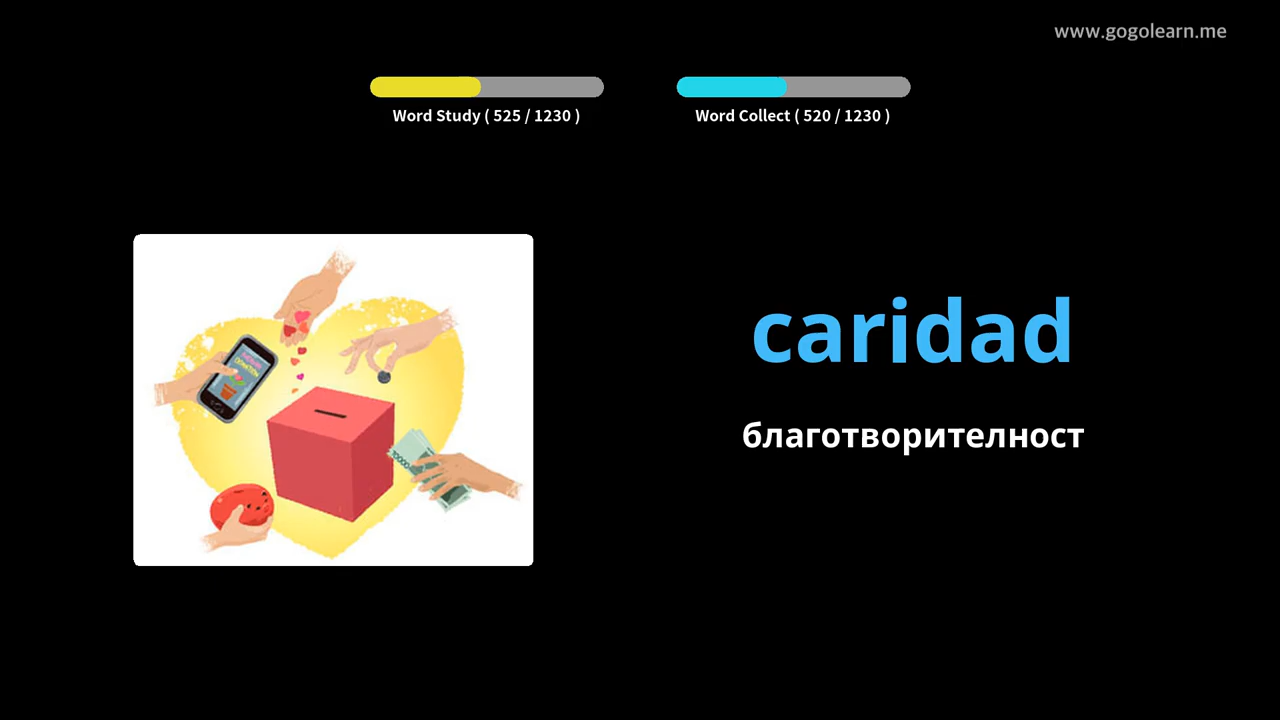 www.gogolearn.me
Word Study ( 525 / 1230 )
Word Collect ( 520 / 1230 )
caridad
благотворителност